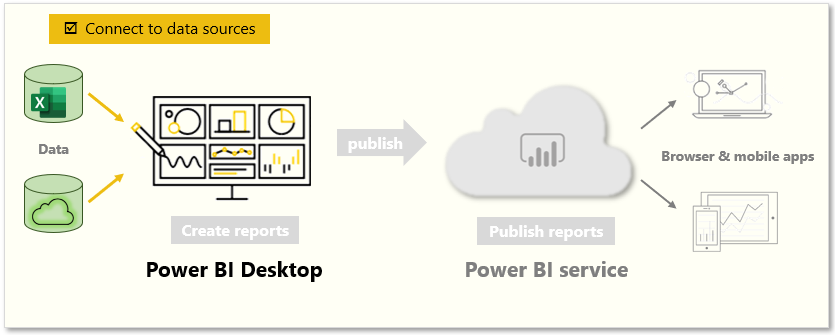 Connect to data sources
X
Data
publish
Browser & mobile apps
Create reports
Publish reports
Power BI Desktop
Power BI service